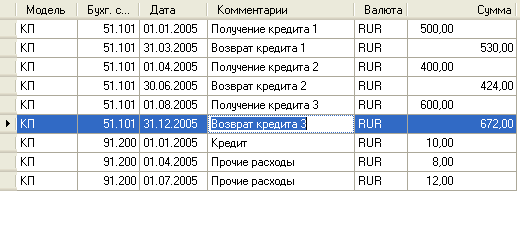 Модель Бухг. с... Дата Комментарии Валюта Сумма
КП 51.101 01.01.2005 Получение кредита 1 RUR 500,00
КП 51.101 31.03.2005 Возврат кредита 1 RUR 530,00
КП 51.101 01.04.2005 Получение кредита 2 RUR 400,00
КП 51.101 30.06.2005 Возврат кредита 2 RUR 424,00
КП 51.101 01.08.2005 Получение кредита 3 RUR 600,00
КП 51.101 31.12.2005 Возврат кредита 3 RUR 672,00
КП 91.200 01.01.2005 Кредит RUR 10,00
КП 91.200 01.04.2005 Прочие расходы RUR 8,00
КП 91.200 01.07.2005 Прочие расходы RUR 12,00